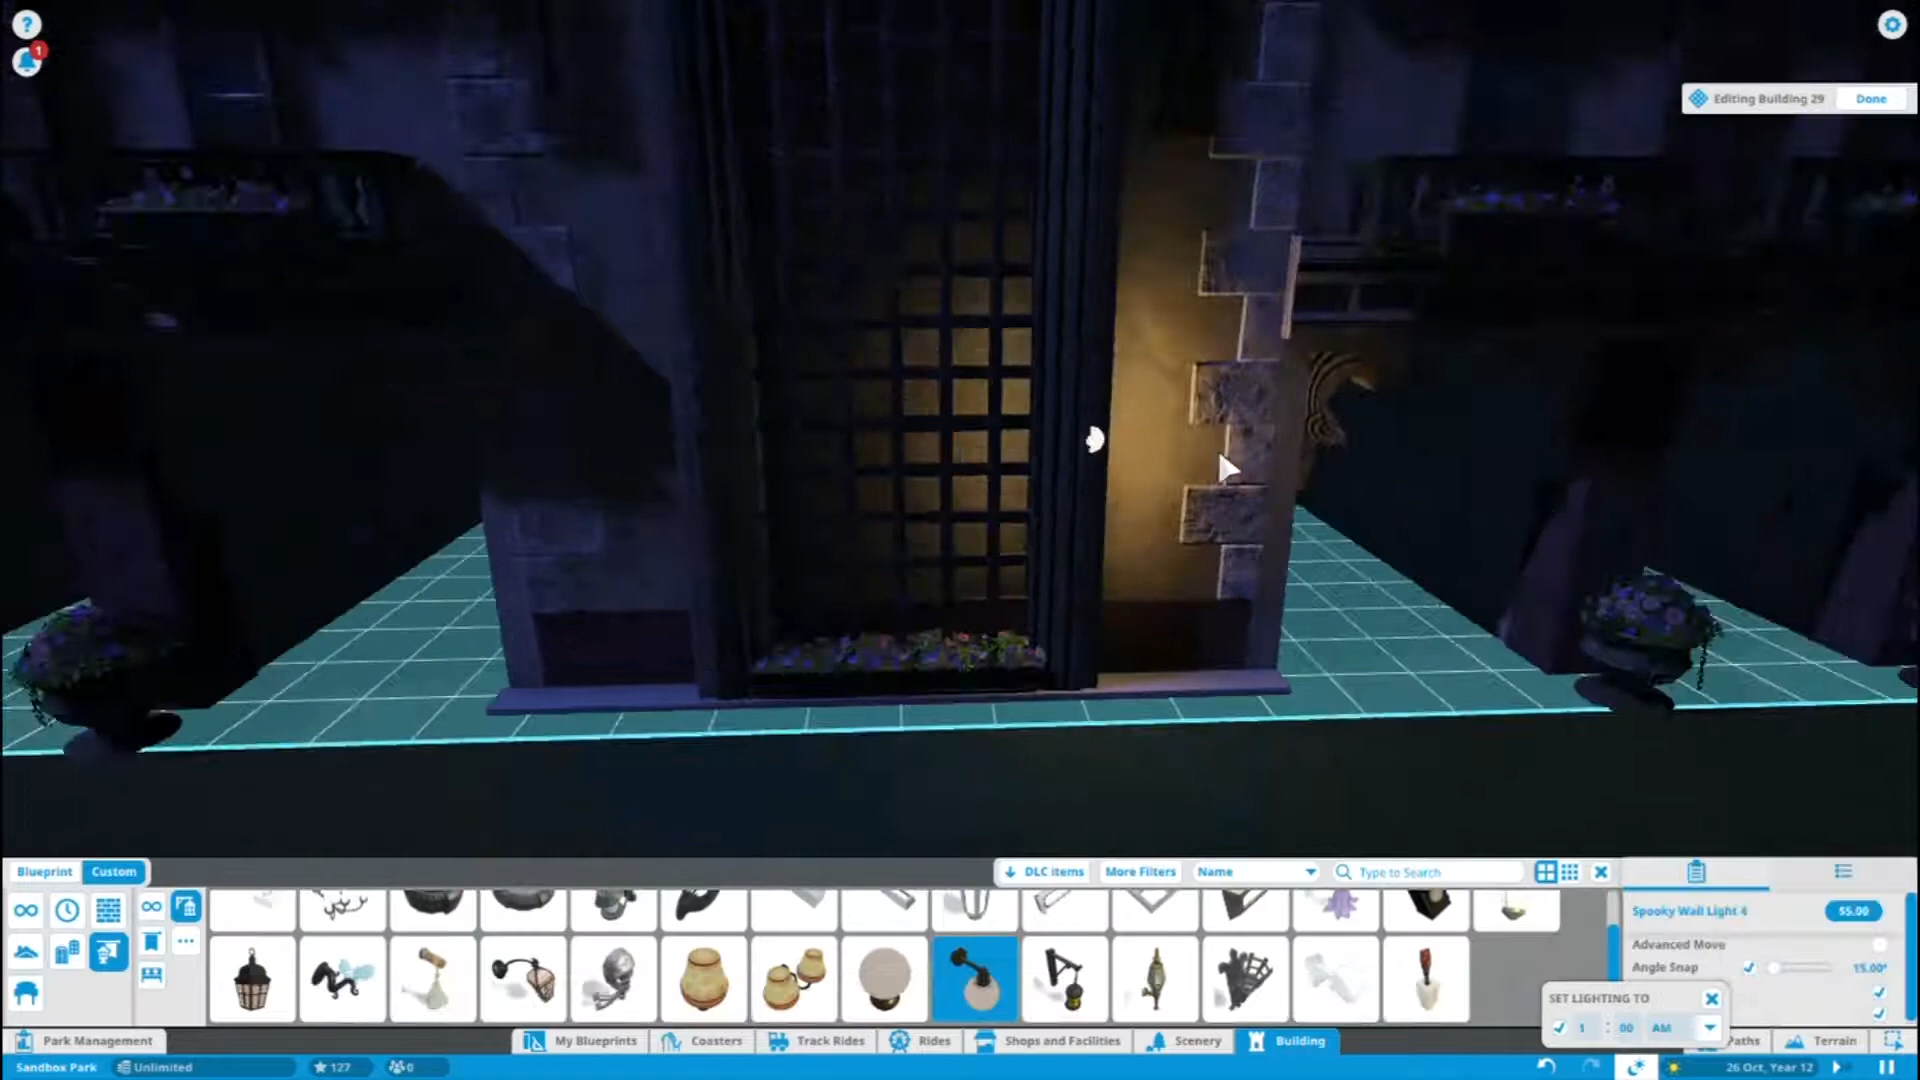 ?
1
Editing Building 29
Done
Blueprint
Custom
DLC items
More Filters
Name
Type to Search
Spooky Wall Light 4
$5.00
Advanced Move
Angle Snap
15.00°
SET LIGHTING TO
1 : 00 AM
Park Management
My Blueprints
Coasters
Track Rides
Rides
Shops and Facilities
Scenery
Building
Paths
Terrain
Sandbox Park
Unlimited
127
0
26 Oct, Year 12